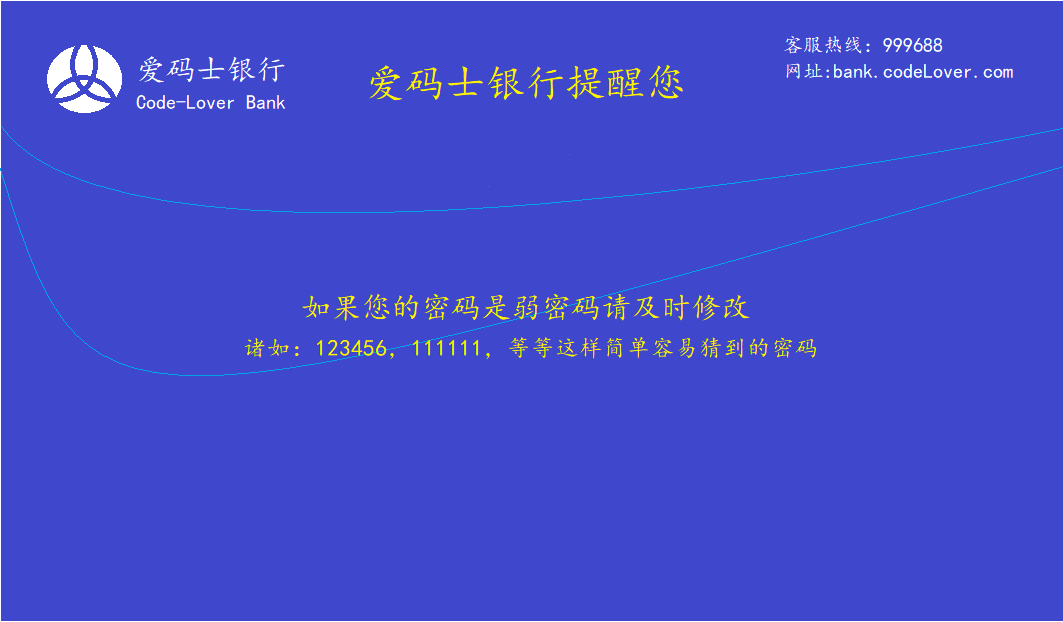 爱码士银行
Code-Lover Bank
爱码士银行提醒您
客服热线：999688
网址:bank.codeLover.com
如果您的密码是弱密码请及时修改
诸如：123456，111111，等等这样简单容易猜到的密码